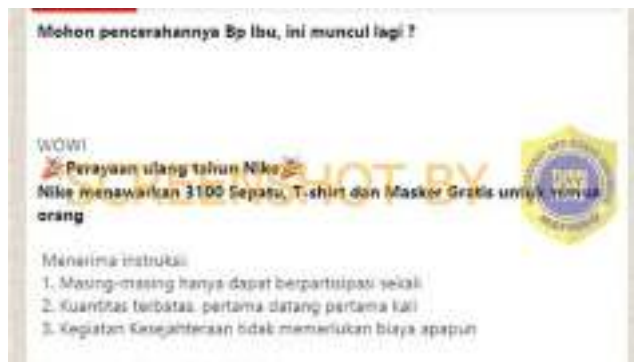 Mohon pencerahannya Bp Ibu, ini muncul lagi ?
WOW!
🎉Perayaan ulang tahun Nike🎉
Nike menawarkan 3100 Sepatu, T-shirt dan Masker Gratis untuk semua
orang
SHOT BY
Menerima instruksi:
1. Masing-masing hanya dapat berpartisipasi sekali
2. Kuantitas terbatas, pertama datang pertama kali
3. Kegiatan Kesejahteraan tidak memerlukan biaya apapun